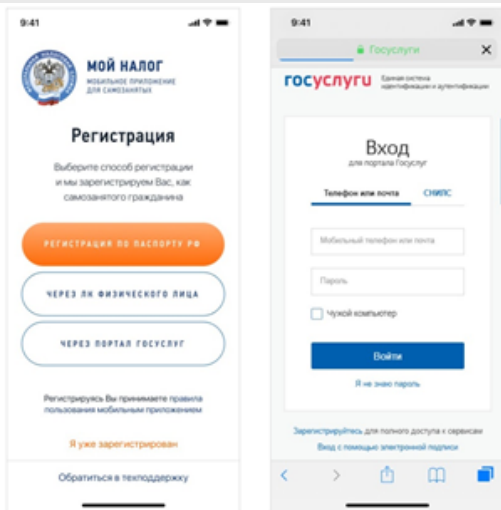 9:41
МОЙ НАЛОГ
МОБИЛЬНОЕ ПРИЛОЖЕНИЕ
ДЛЯ САМОЗАНЯТЫХ
Регистрация
Выберите способ регистрации
и мы зарегистрируем Вас, как
самозанятого гражданина
РЕГИСТРАЦИЯ ПО ПАСПОРТУ РФ
ЧЕРЕЗ ЛК ФИЗИЧЕСКОГО ЛИЦА
ЧЕРЕЗ ПОРТАЛ ГОСУСЛУГ
Регистрируясь Вы принимаете правила
пользования мобильным приложением
Я уже зарегистрирован
Обратиться в техподдержку
9:41
Госуслуги
госуслуги
Единая система
идентификации и аутентификации
Вход
для портала Госуслуг
Телефон или почта СНИЛС
Мобильный телефон или почта
Пароль
Чужой компьютер
Войти
Я не знаю пароль
Зарегистрируйтесь для полного доступа к сервисам
Вход с помощью электронной подписи